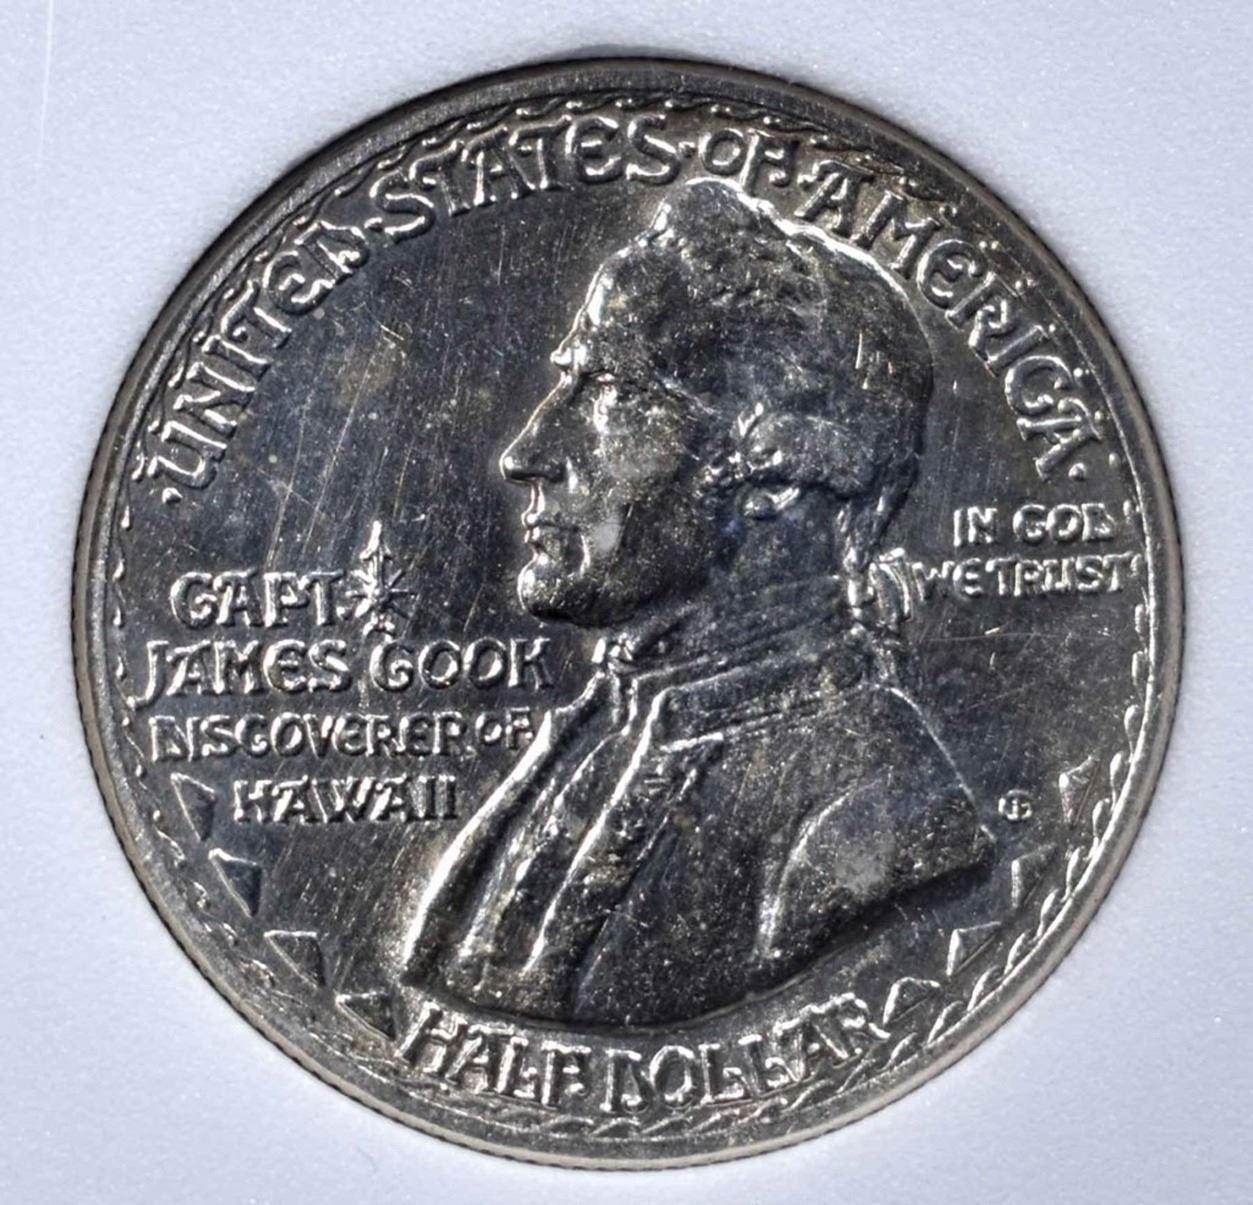 ·UNITED·STATES·OF·AMERICA·
IN GOD
WE TRUST
CAPT.
JAMES COOK
DISCOVERER OF
HAWAII
HALF DOLLAR